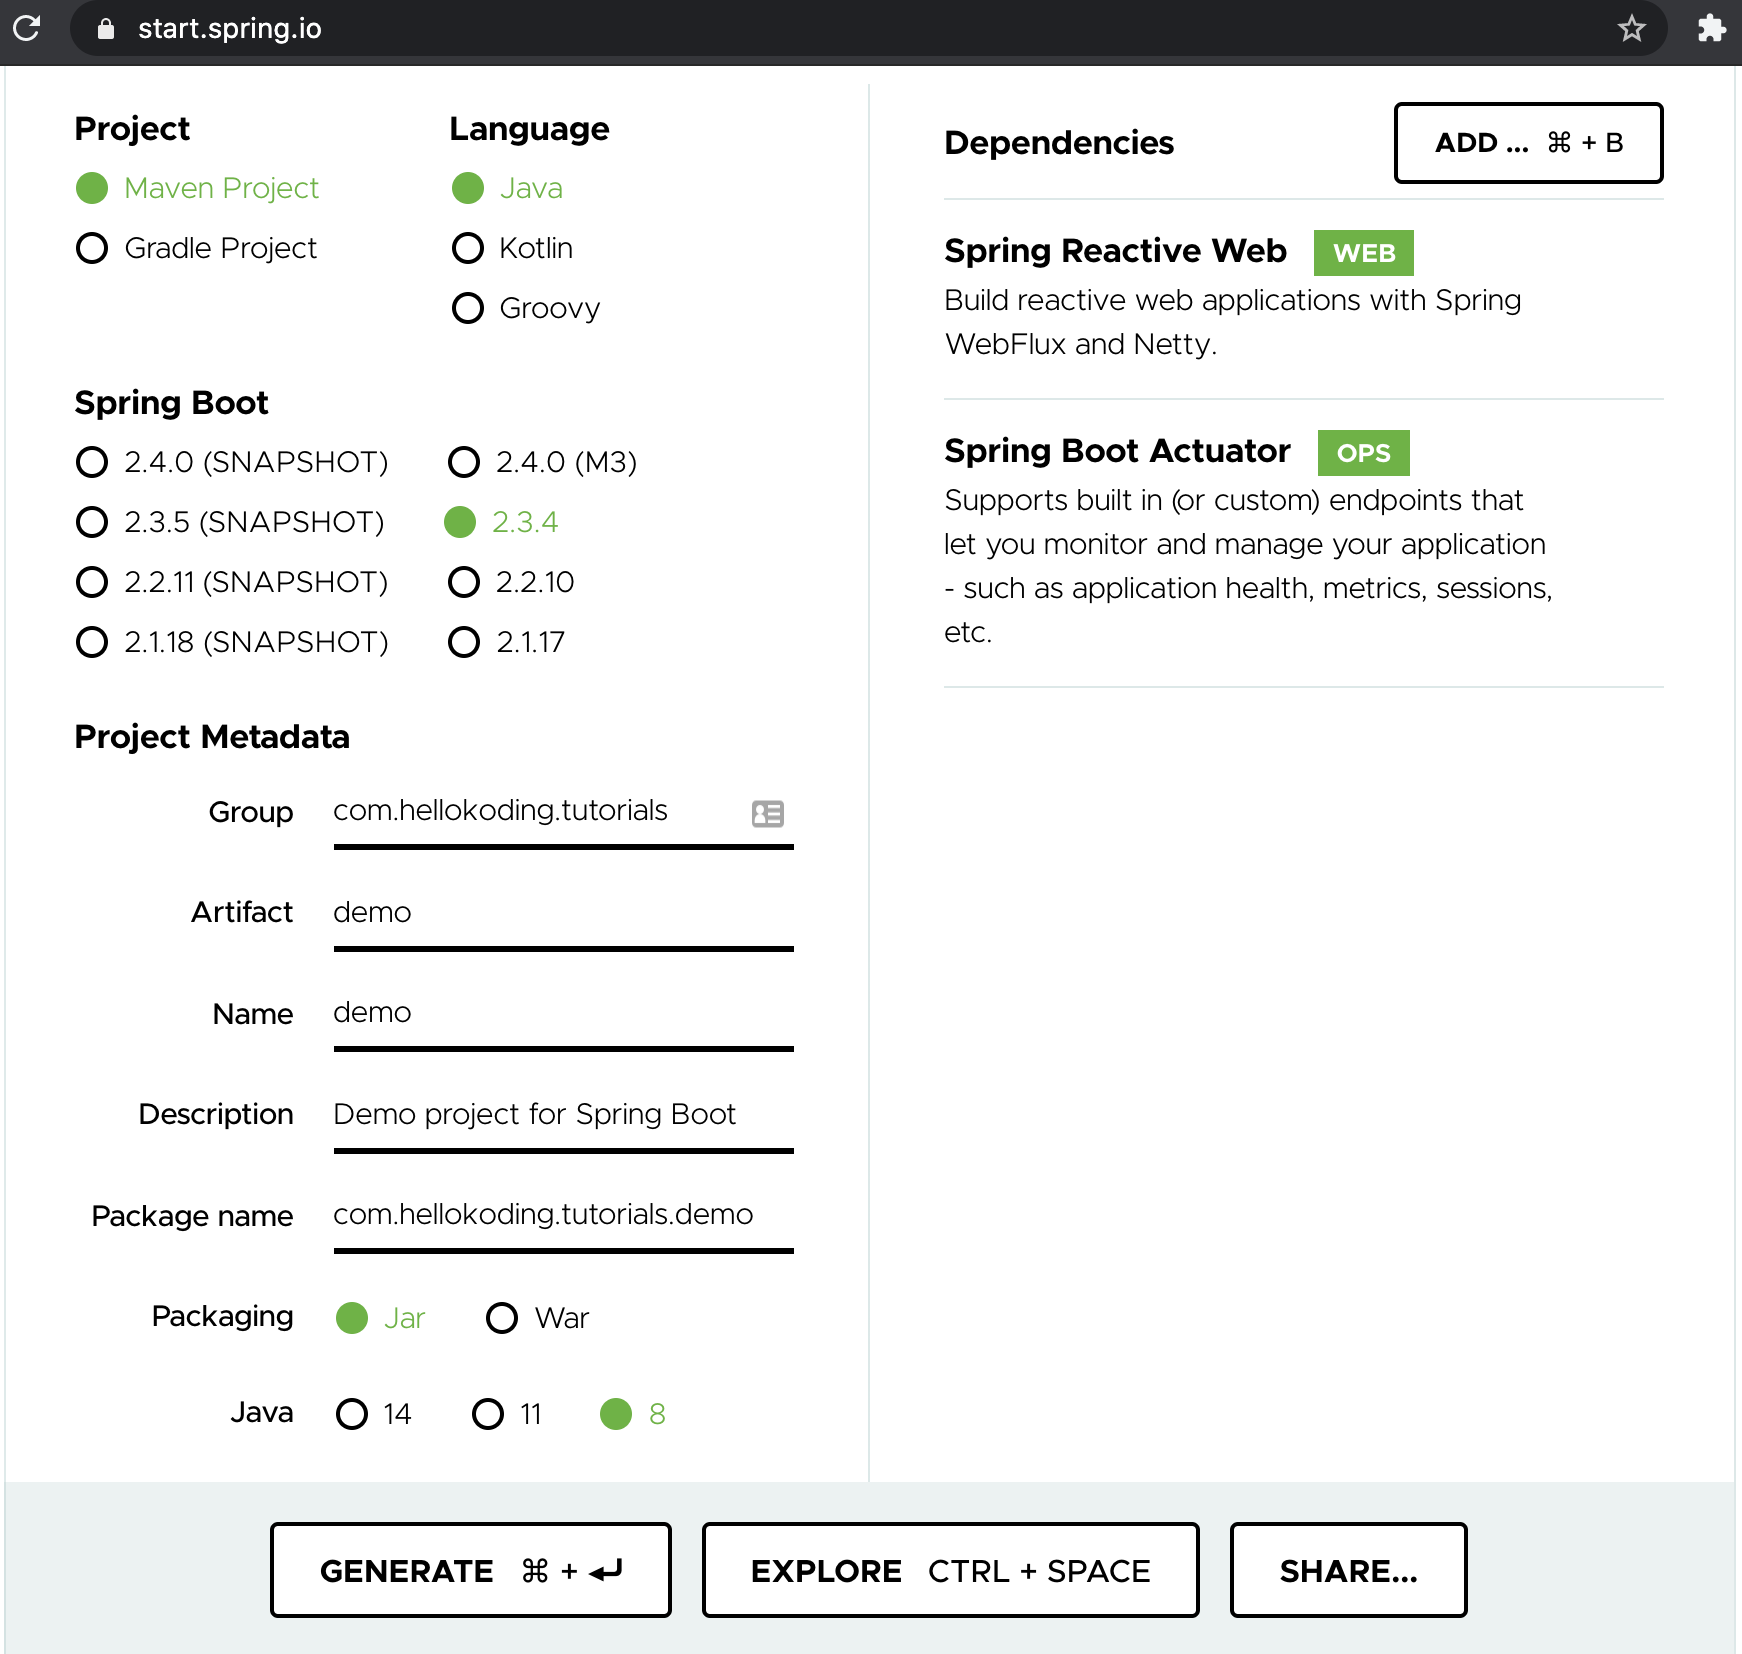 start.spring.io
Project
Maven Project
Gradle Project
Language
Java
Kotlin
Groovy
Spring Boot
2.4.0 (SNAPSHOT) 2.4.0 (M3)
2.3.5 (SNAPSHOT) 2.3.4
2.2.11 (SNAPSHOT) 2.2.10
2.1.18 (SNAPSHOT) 2.1.17
Project Metadata
Group com.hellokoding.tutorials
Artifact demo
Name demo
Description Demo project for Spring Boot
Package name com.hellokoding.tutorials.demo
Packaging Jar War
Java 14 11 8
Dependencies ADD ... ⌘ + B
Spring Reactive Web WEB
Build reactive web applications with Spring
WebFlux and Netty.
Spring Boot Actuator OPS
Supports built in (or custom) endpoints that
let you monitor and manage your application
- such as application health, metrics, sessions,
etc.
GENERATE ⌘ + ↵ EXPLORE CTRL + SPACE SHARE...